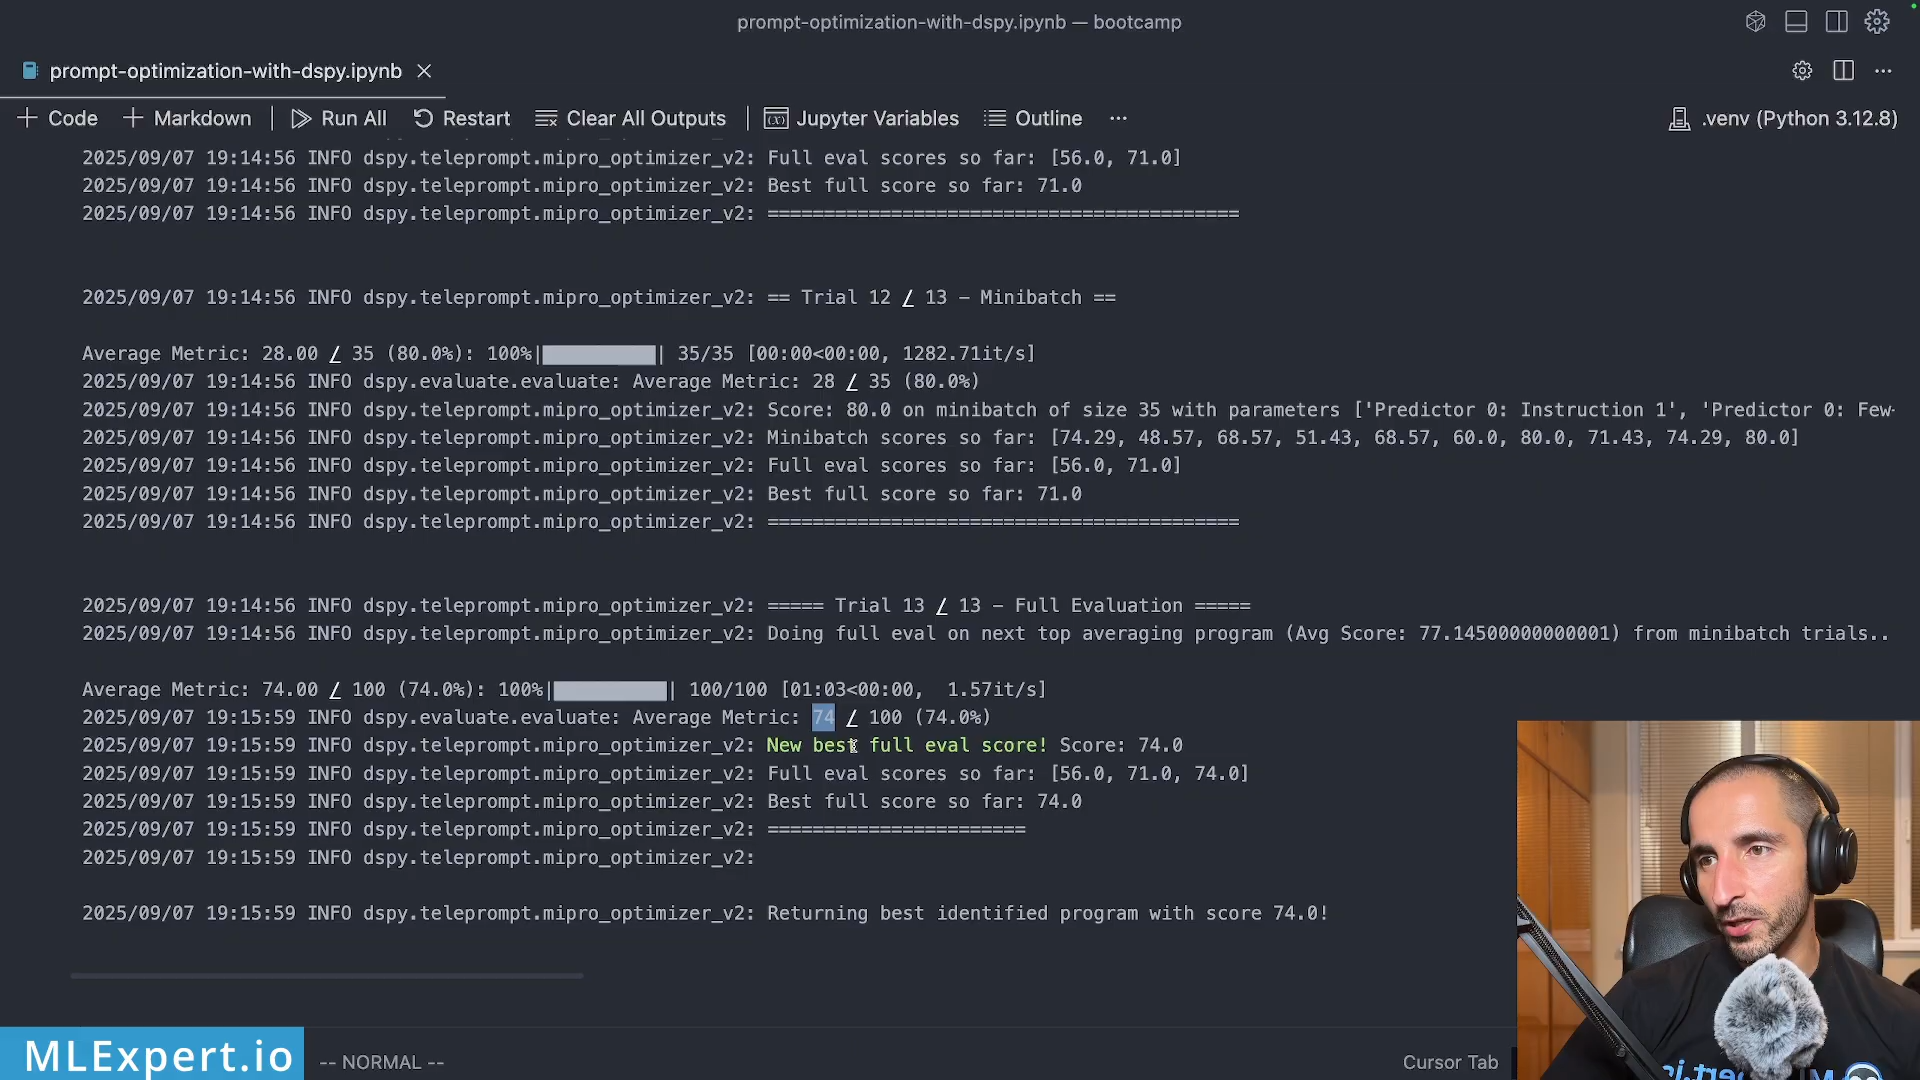 prompt-optimization-with-dspy.ipynb — bootcamp
prompt-optimization-with-dspy.ipynb
Code Markdown Run All Restart Clear All Outputs Jupyter Variables Outline ··· .venv (Python 3.12.8)
2025/09/07 19:14:56 INFO dspy.teleprompt.mipro_optimizer_v2: Full eval scores so far: [56.0, 71.0]
2025/09/07 19:14:56 INFO dspy.teleprompt.mipro_optimizer_v2: Best full score so far: 71.0
2025/09/07 19:14:56 INFO dspy.teleprompt.mipro_optimizer_v2: ==========================================
2025/09/07 19:14:56 INFO dspy.teleprompt.mipro_optimizer_v2: == Trial 12 / 13 - Minibatch ==
Average Metric: 28.00 / 35 (80.0%): 100%|██████████| 35/35 [00:00<00:00, 1282.71it/s]
2025/09/07 19:14:56 INFO dspy.evaluate.evaluate: Average Metric: 28 / 35 (80.0%)
2025/09/07 19:14:56 INFO dspy.teleprompt.mipro_optimizer_v2: Score: 80.0 on minibatch of size 35 with parameters ['Predictor 0: Instruction 1', 'Predictor 0: Few-
2025/09/07 19:14:56 INFO dspy.teleprompt.mipro_optimizer_v2: Minibatch scores so far: [74.29, 48.57, 68.57, 51.43, 68.57, 60.0, 80.0, 71.43, 74.29, 80.0]
2025/09/07 19:14:56 INFO dspy.teleprompt.mipro_optimizer_v2: Full eval scores so far: [56.0, 71.0]
2025/09/07 19:14:56 INFO dspy.teleprompt.mipro_optimizer_v2: Best full score so far: 71.0
2025/09/07 19:14:56 INFO dspy.teleprompt.mipro_optimizer_v2: ==========================================
2025/09/07 19:14:56 INFO dspy.teleprompt.mipro_optimizer_v2: ===== Trial 13 / 13 - Full Evaluation =====
2025/09/07 19:14:56 INFO dspy.teleprompt.mipro_optimizer_v2: Doing full eval on next top averaging program (Avg Score: 77.14500000000001) from minibatch trials..
Average Metric: 74.00 / 100 (74.0%): 100%|██████████| 100/100 [01:03<00:00,  1.57it/s]
2025/09/07 19:15:59 INFO dspy.evaluate.evaluate: Average Metric: 74 / 100 (74.0%)
2025/09/07 19:15:59 INFO dspy.teleprompt.mipro_optimizer_v2: New best full eval score! Score: 74.0
2025/09/07 19:15:59 INFO dspy.teleprompt.mipro_optimizer_v2: Full eval scores so far: [56.0, 71.0, 74.0]
2025/09/07 19:15:59 INFO dspy.teleprompt.mipro_optimizer_v2: Best full score so far: 74.0
2025/09/07 19:15:59 INFO dspy.teleprompt.mipro_optimizer_v2: =======================
2025/09/07 19:15:59 INFO dspy.teleprompt.mipro_optimizer_v2:
2025/09/07 19:15:59 INFO dspy.teleprompt.mipro_optimizer_v2: Returning best identified program with score 74.0!
MLExpert.io
-- NORMAL --
Cursor Tab